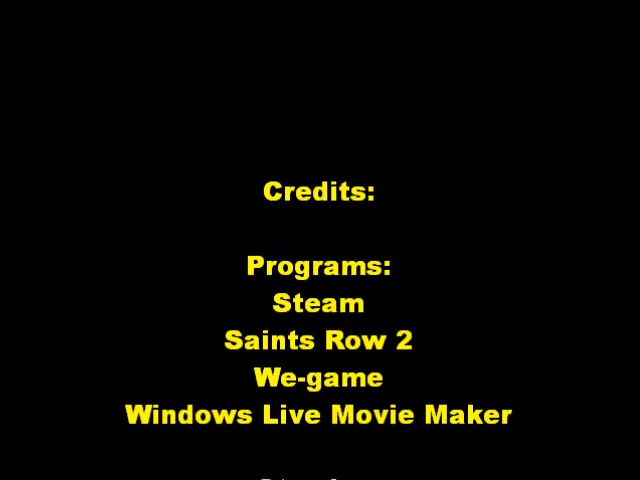 Credits:
Programs:
Steam
Saints Row 2
We-game
Windows Live Movie Maker